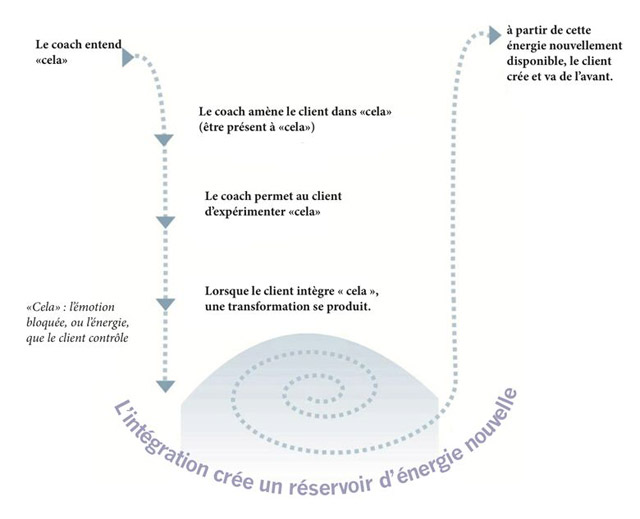 Le coach entend
«cela»
à partir de cette
énergie nouvellement
disponible, le client
crée et va de l'avant.
Le coach amène le client dans «cela»
(être présent à «cela»)
Le coach permet au client
d'expérimenter «cela»
Lorsque le client intègre « cela »,
une transformation se produit.
«Cela» : l'émotion
bloquée, ou l'énergie,
que le client contrôle
L'intégration crée un réservoir d'énergie nouvelle